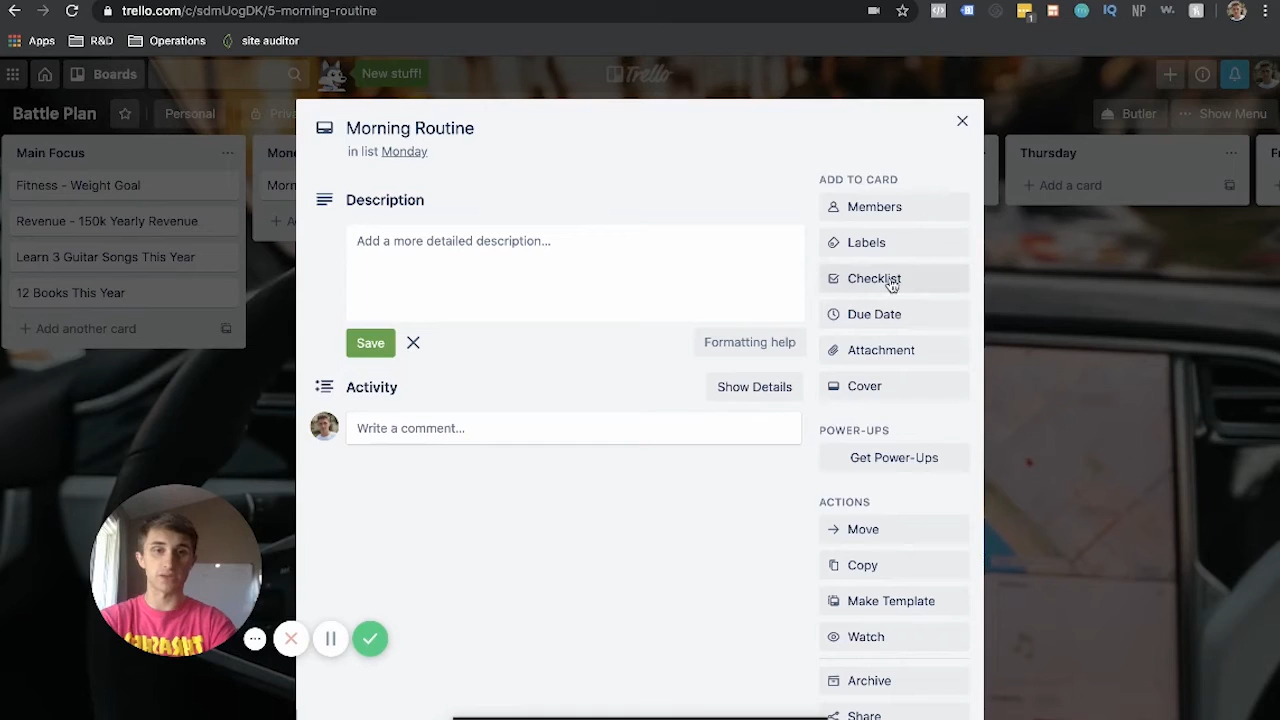 trello.com/c/sdmUogDK/5-morning-routine
Apps
R&D
Operations
site auditor
1
IQ
NP
Boards
New stuff!
Trello
Battle Plan
Personal
Butler
Show Menu
Main Focus
Fitness - Weight Goal
Revenue - 150k Yearly Revenue
Learn 3 Guitar Songs This Year
12 Books This Year
Add another card
Morning Routine
in list Monday
Description
Add a more detailed description...
Save
Formatting help
Activity
Show Details
Write a comment...
ADD TO CARD
Members
Labels
Checklist
Due Date
Attachment
Cover
POWER-UPS
Get Power-Ups
ACTIONS
Move
Copy
Make Template
Watch
Archive
Share
Thursday
Add a card